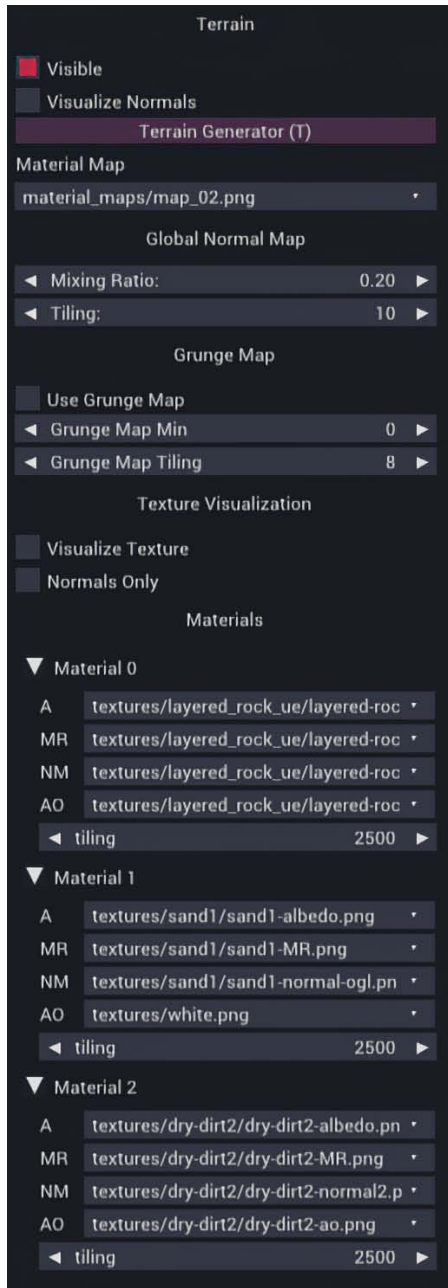 Terrain
Visible
Visualize Normals
Terrain Generator (T)
Material Map
material_maps/map_02.png
Global Normal Map
Mixing Ratio: 0.20
Tiling: 10
Grunge Map
Use Grunge Map
Grunge Map Min 0
Grunge Map Tiling 8
Texture Visualization
Visualize Texture
Normals Only
Materials
Material 0
A textures/layered_rock_ue/layered-roc
MR textures/layered_rock_ue/layered-roc
NM textures/layered_rock_ue/layered-roc
AO textures/layered_rock_ue/layered-roc
tiling 2500
Material 1
A textures/sand1/sand1-albedo.png
MR textures/sand1/sand1-MR.png
NM textures/sand1/sand1-normal-ogl.pn
AO textures/white.png
tiling 2500
Material 2
A textures/dry-dirt2/dry-dirt2-albedo.pn
MR textures/dry-dirt2/dry-dirt2-MR.png
NM textures/dry-dirt2/dry-dirt2-normal2.p
AO textures/dry-dirt2/dry-dirt2-ao.png
tiling 2500